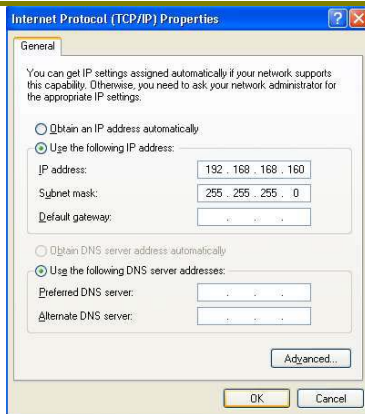 Internet Protocol (TCP/IP) Properties
General
You can get IP settings assigned automatically if your network supports
this capability. Otherwise, you need to ask your network administrator for
the appropriate IP settings.
Obtain an IP address automatically
Use the following IP address:
IP address: 192 . 168 . 168 . 160
Subnet mask: 255 . 255 . 255 . 0
Default gateway: . . .
Obtain DNS server address automatically
Use the following DNS server addresses:
Preferred DNS server: . . .
Alternate DNS server: . . .
Advanced...
OK Cancel